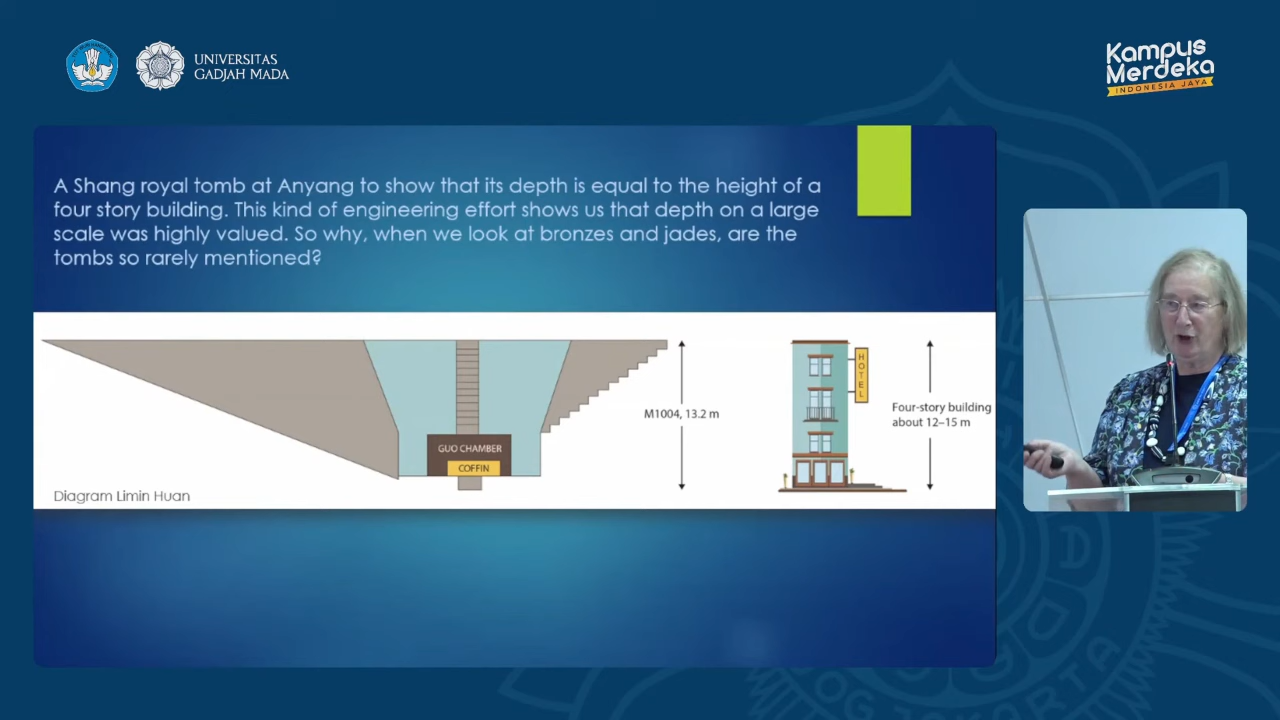 UNIVERSITAS
GADJAH MADA
Kampus
Merdeka
INDONESIA JAYA
A Shang royal tomb at Anyang to show that its depth is equal to the height of a
four story building. This kind of engineering effort shows us that depth on a large
scale was highly valued. So why, when we look at bronzes and jades, are the
tombs so rarely mentioned?
HOTEL
M1004, 13.2 m
Four-story building
about 12–15 m
GUO CHAMBER
COFFIN
Diagram Limin Huan